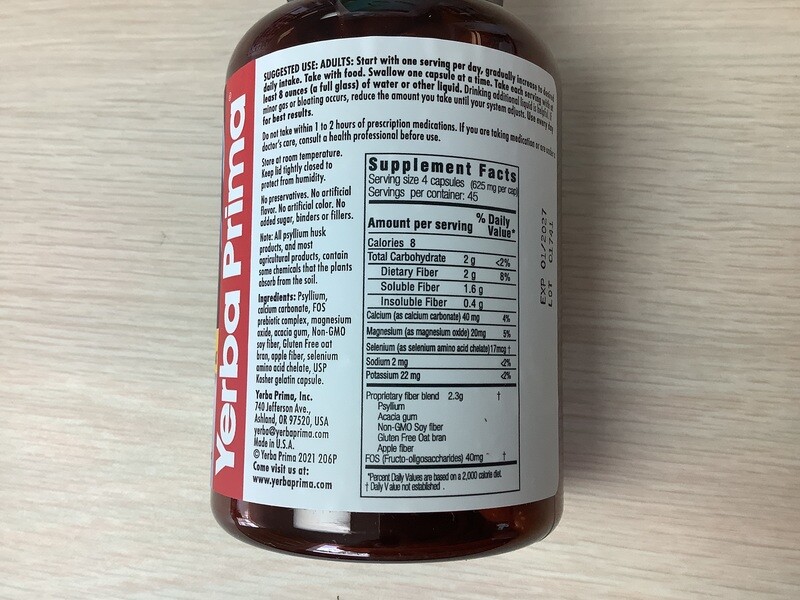 Yerba Prima
SUGGESTED USE: ADULTS: Start with one serving per day, gradually increase to desired
daily intake. Take with food. Swallow one capsule at a time. Take each serving with at
least 8 ounces (a full glass) of water or other liquid. Drinking additional liquid is helpful. If
minor gas or bloating occurs, reduce the amount you take until your system adjusts. Use every day
for best results.
Do not take within 1 to 2 hours of prescription medications. If you are taking medication or are under a
doctor's care, consult a health professional before use.
Store at room temperature.
Keep lid tightly closed to
protect from humidity.
No preservatives. No artificial
flavor. No artificial color. No
added sugar, binders or fillers.
Note: All psyllium husk
products, and most
agricultural products, contain
some chemicals that the plants
absorb from the soil.
Ingredients: Psyllium,
calcium carbonate, FOS
prebiotic complex, magnesium
oxide, acacia gum, Non-GMO
soy fiber, Gluten Free oat
bran, apple fiber, selenium
amino acid chelate, USP
Kosher gelatin capsule.
Yerba Prima, Inc.
740 Jefferson Ave.,
Ashland, OR 97520, USA
yerba@yerbaprima.com
Made in U.S.A.
© Yerba Prima 2021 206P
Come visit us at:
www.yerbaprima.com
Supplement Facts
Serving size 4 capsules (625 mg per cap)
Servings per container: 45
Amount per serving % Daily
Value*
Calories 8
Total Carbohydrate 2 g <2%
Dietary Fiber 2 g 8%
Soluble Fiber 1.6 g
Insoluble Fiber 0.4 g
Calcium (as calcium carbonate) 40 mg 4%
Magnesium (as magnesium oxide) 20mg 5%
Selenium (as selenium amino acid chelate)17mcg †
Sodium 2 mg <2%
Potassium 22 mg <2%
Proprietary fiber blend 2.3g †
Psyllium
Acacia gum
Non-GMO Soy fiber
Gluten Free Oat bran
Apple fiber
FOS (Fructo-oligosaccharides) 40mg †
*Percent Daily Values are based on a 2,000 calorie diet.
† Daily Value not established .
EXP 01/2027
LOT C1741